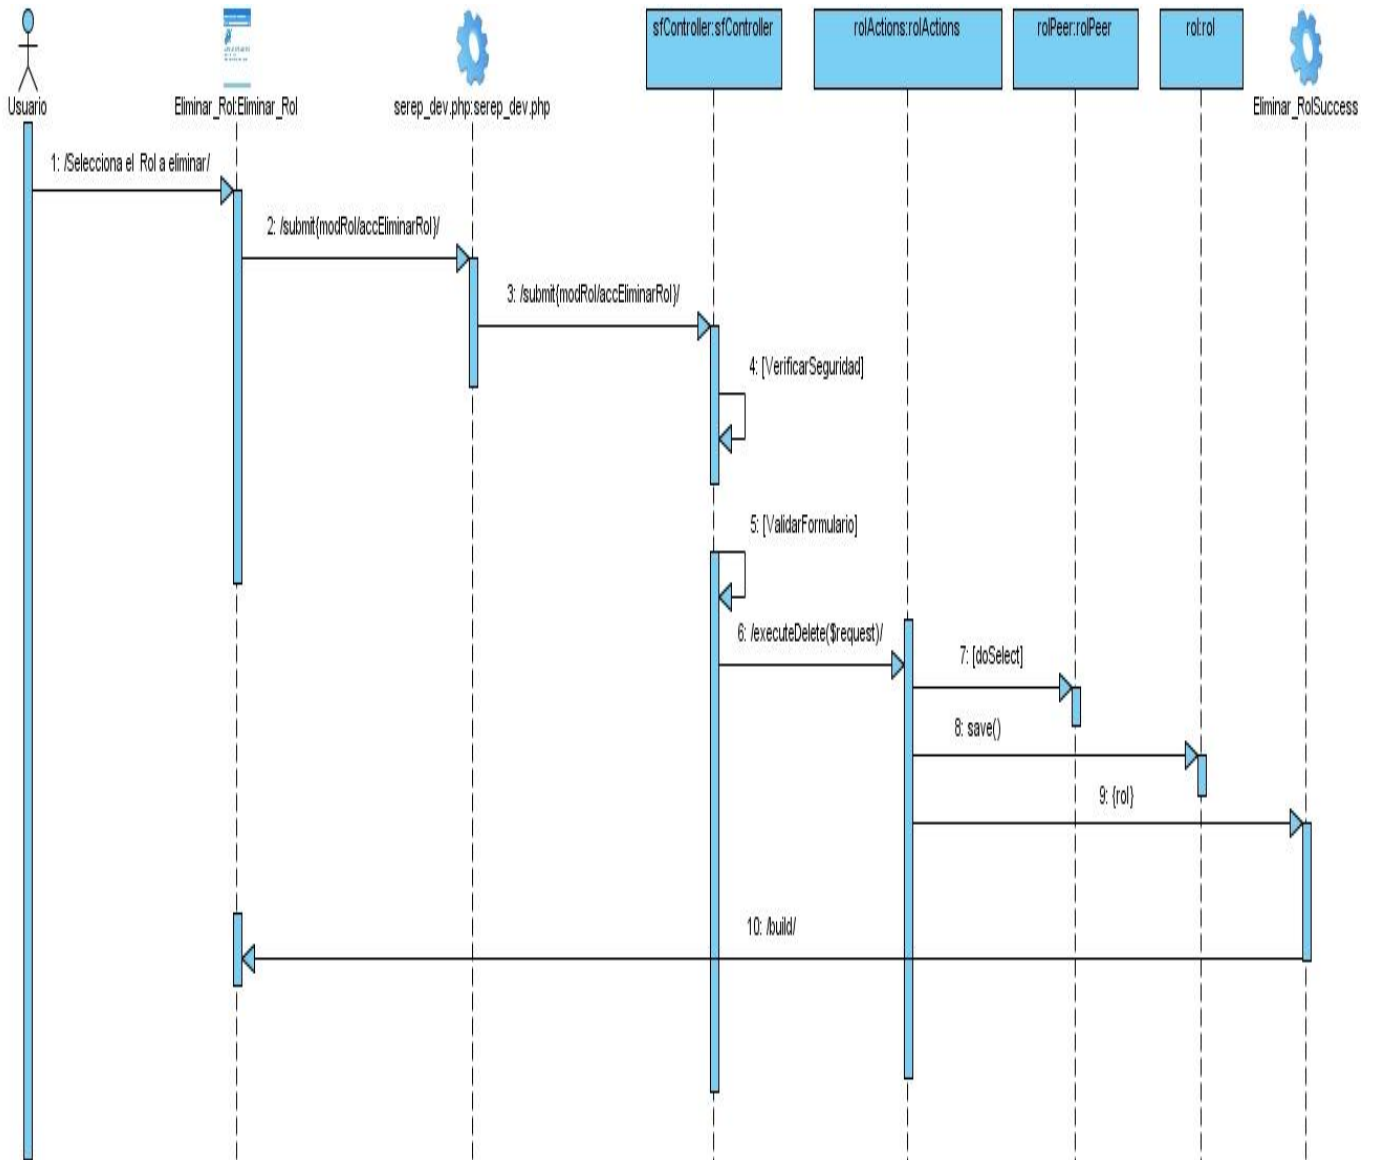 sfController:sfController
rolActions:rolActions
rolPeer:rolPeer
rol:rol
Usuario
Eliminar_Rol:Eliminar_Rol
serep_dev.php:serep_dev.php
Eliminar_RolSuccess
1: /Selecciona el Rol a eliminar/
2: /submit{modRol/accEliminarRol}/
3: /submit{modRol/accEliminarRol}/
4: [VerificarSeguridad]
5: [ValidarFormulario]
6: /executeDelete($request)/
7: [doSelect]
8: save()
9: {rol}
10: /build/